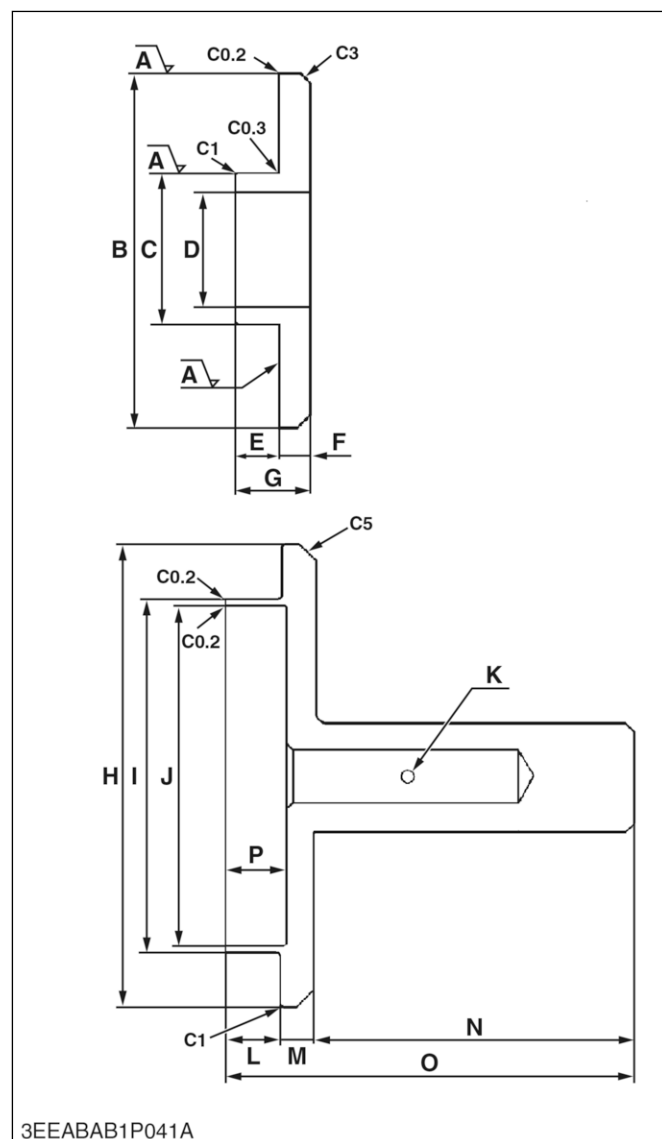 A C0.2 C3
A C1 C0.3
B C D
A
E F
G
C5
C0.2
C0.2
K
H I J
P
N
C1 L M
O
3EEABAB1P041A